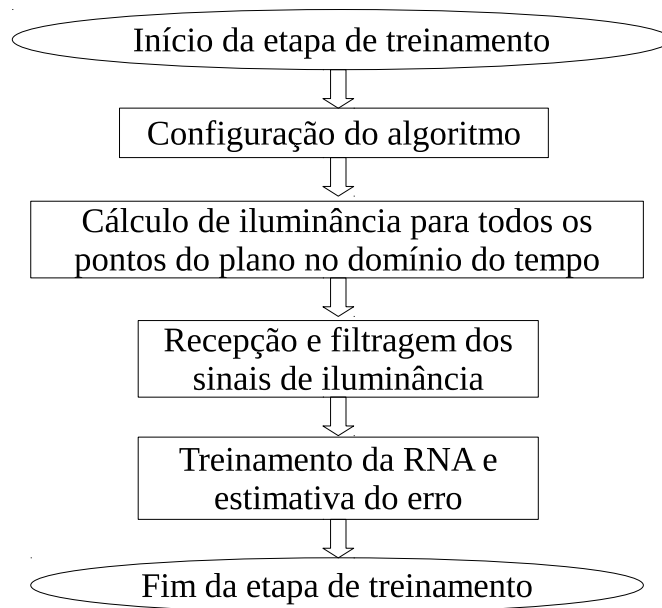 Início da etapa de treinamento
Configuração do algoritmo
Cálculo de iluminância para todos os
pontos do plano no domínio do tempo
Recepção e filtragem dos
sinais de iluminância
Treinamento da RNA e
estimativa do erro
Fim da etapa de treinamento